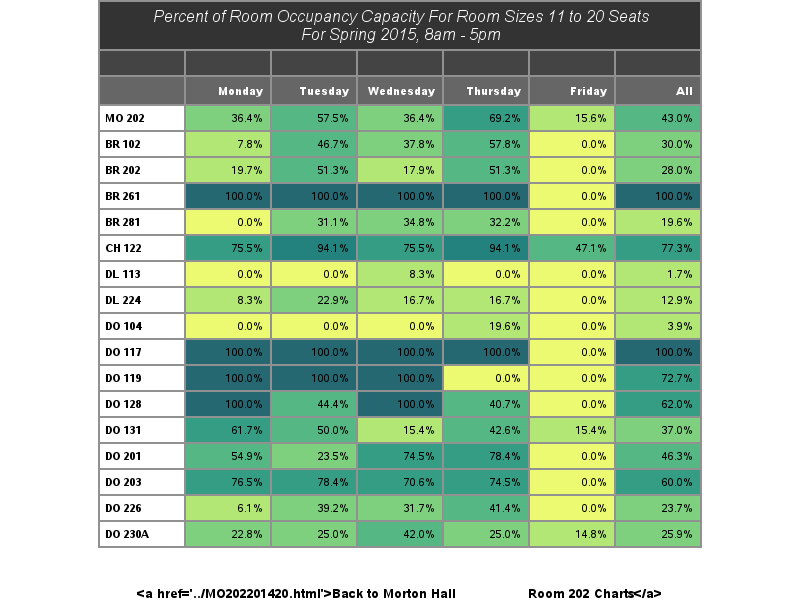 Percent of Room Occupancy Capacity For Room Sizes 11 to 20 Seats
For Spring 2015, 8am - 5pm
Monday Tuesday Wednesday Thursday Friday All
MO 202 36.4% 57.5% 36.4% 69.2% 15.6% 43.0%
BR 102 7.8% 46.7% 37.8% 57.8% 0.0% 30.0%
BR 202 19.7% 51.3% 17.9% 51.3% 0.0% 28.0%
BR 261 100.0% 100.0% 100.0% 100.0% 0.0% 100.0%
BR 281 0.0% 31.1% 34.8% 32.2% 0.0% 19.6%
CH 122 75.5% 94.1% 75.5% 94.1% 47.1% 77.3%
DL 113 0.0% 0.0% 8.3% 0.0% 0.0% 1.7%
DL 224 8.3% 22.9% 16.7% 16.7% 0.0% 12.9%
DO 104 0.0% 0.0% 0.0% 19.6% 0.0% 3.9%
DO 117 100.0% 100.0% 100.0% 100.0% 0.0% 100.0%
DO 119 100.0% 100.0% 100.0% 0.0% 0.0% 72.7%
DO 128 100.0% 44.4% 100.0% 40.7% 0.0% 62.0%
DO 131 61.7% 50.0% 15.4% 42.6% 15.4% 37.0%
DO 201 54.9% 23.5% 74.5% 78.4% 0.0% 46.3%
DO 203 76.5% 78.4% 70.6% 74.5% 0.0% 60.0%
DO 226 6.1% 39.2% 31.7% 41.4% 0.0% 23.7%
DO 230A 22.8% 25.0% 42.0% 25.0% 14.8% 25.9%
<a href='../MO202201420.html'>Back to Morton Hall Room 202 Charts</a>